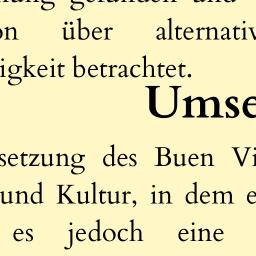 on über alternativ
igkeit betrachtet.
Umse
setzung des Buen Vi
und Kultur, in dem e
es jedoch eine